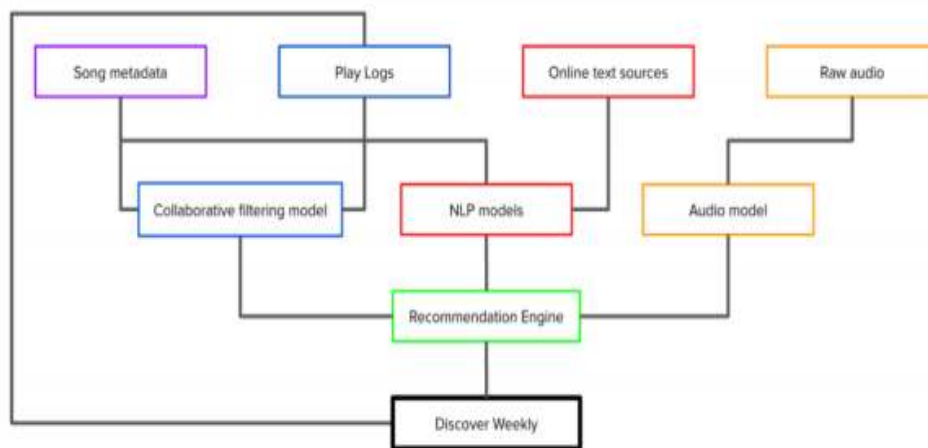 Song metadata
Play Logs
Online text sources
Raw audio
Collaborative filtering model
NLP models
Audio model
Recommendation Engine
Discover Weekly